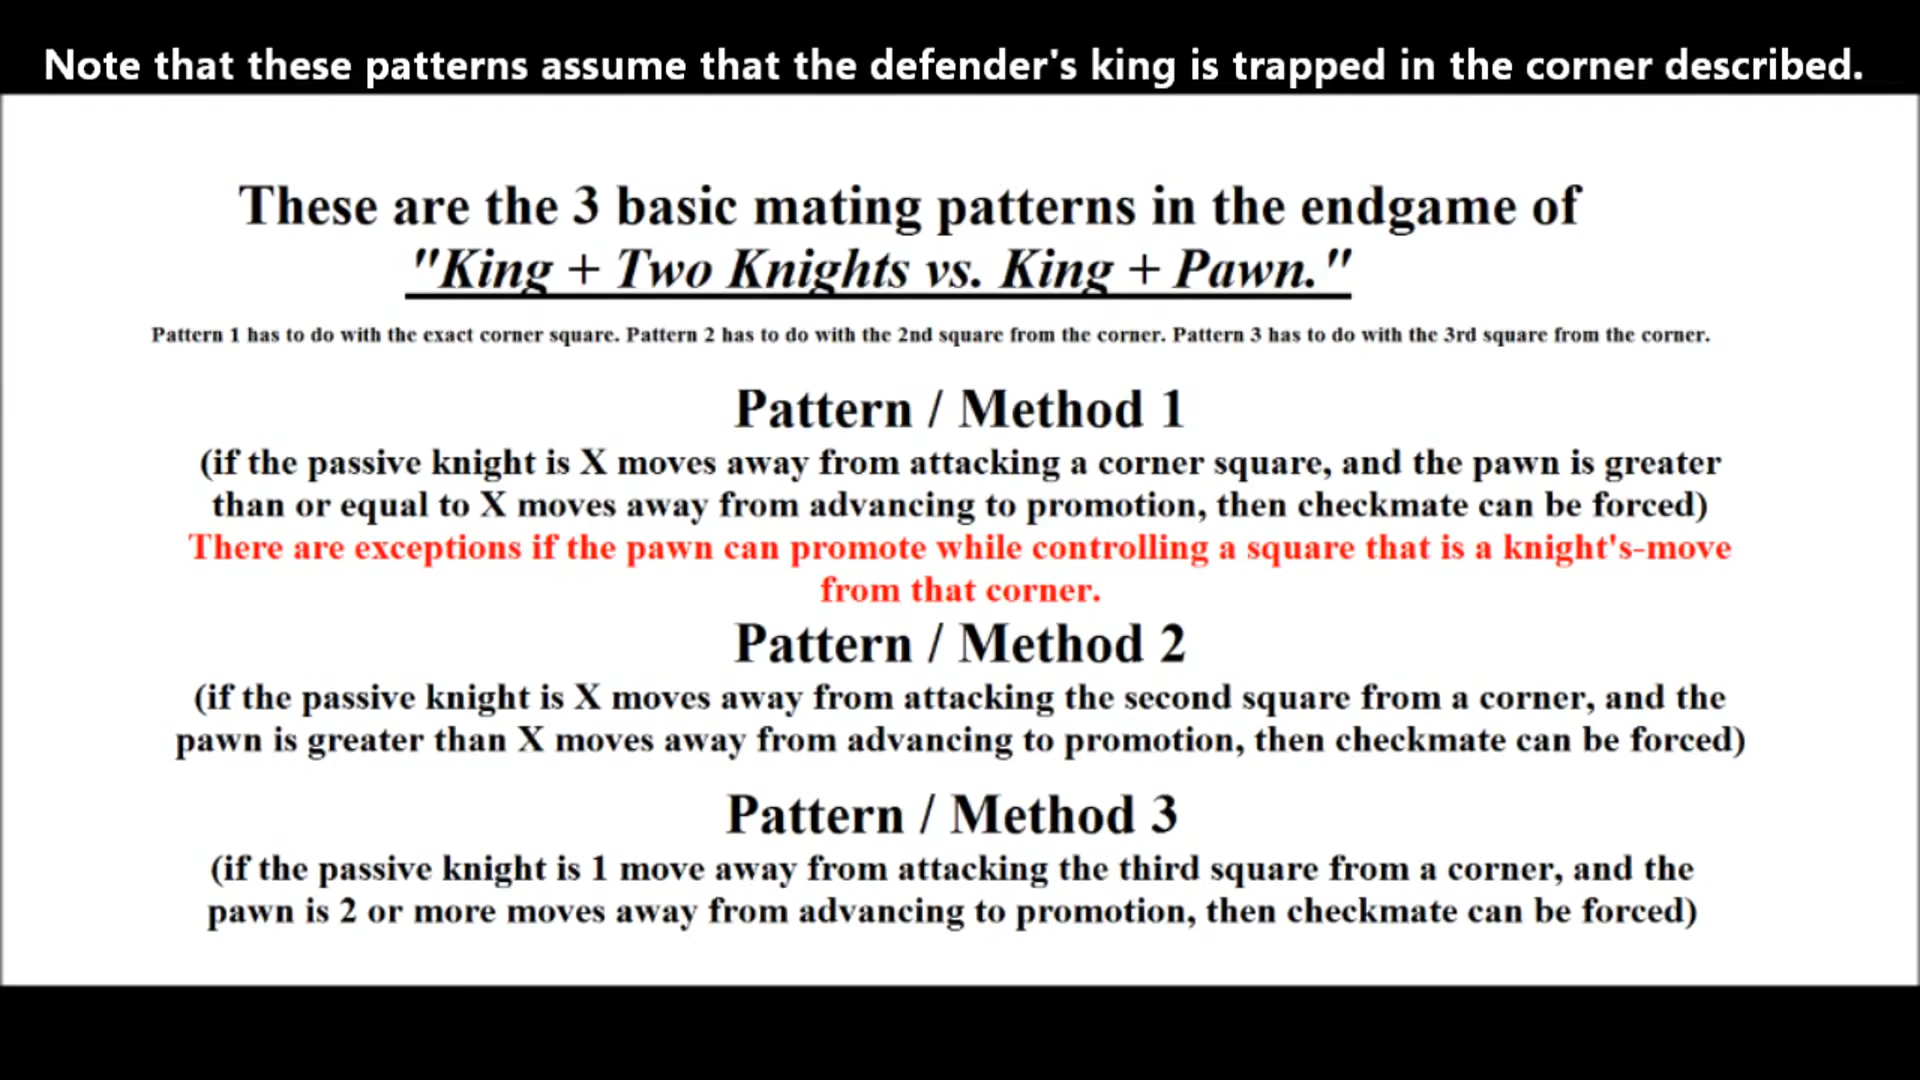 Note that these patterns assume that the defender's king is trapped in the corner described.
These are the 3 basic mating patterns in the endgame of
"King + Two Knights vs. King + Pawn."
Pattern 1 has to do with the exact corner square. Pattern 2 has to do with the 2nd square from the corner. Pattern 3 has to do with the 3rd square from the corner.
Pattern / Method 1
(if the passive knight is X moves away from attacking a corner square, and the pawn is greater
than or equal to X moves away from advancing to promotion, then checkmate can be forced)
There are exceptions if the pawn can promote while controlling a square that is a knight's-move
from that corner.
Pattern / Method 2
(if the passive knight is X moves away from attacking the second square from a corner, and the
pawn is greater than X moves away from advancing to promotion, then checkmate can be forced)
Pattern / Method 3
(if the passive knight is 1 move away from attacking the third square from a corner, and the
pawn is 2 or more moves away from advancing to promotion, then checkmate can be forced)